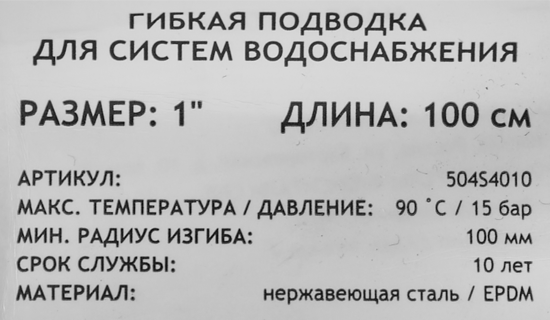 ГИБКАЯ ПОДВОДКА
ДЛЯ СИСТЕМ ВОДОСНАБЖЕНИЯ
РАЗМЕР: 1" ДЛИНА: 100 см
АРТИКУЛ: 504S4010
МАКС. ТЕМПЕРАТУРА / ДАВЛЕНИЕ: 90 ˚С / 15 бар
МИН. РАДИУС ИЗГИБА: 100 мм
СРОК СЛУЖБЫ: 10 лет
МАТЕРИАЛ: нержавеющая сталь / EPDM